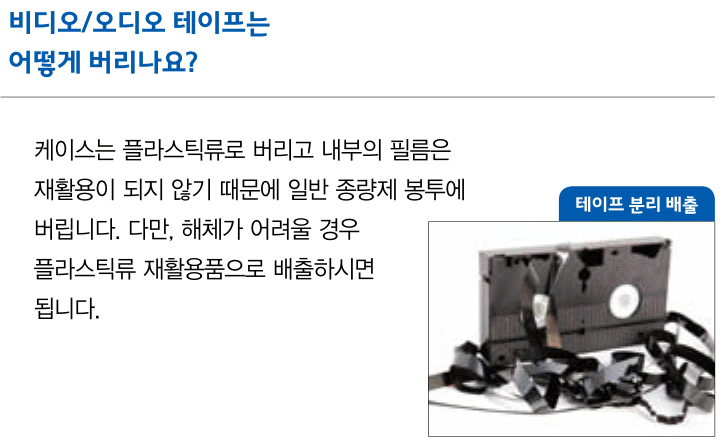 비디오/오디오 테이프는
어떻게 버리나요?
케이스는 플라스틱류로 버리고 내부의 필름은
재활용이 되지 않기 때문에 일반 종량제 봉투에
버립니다. 다만, 해체가 어려울 경우
플라스틱류 재활용품으로 배출하시면
됩니다.
테이프 분리 배출